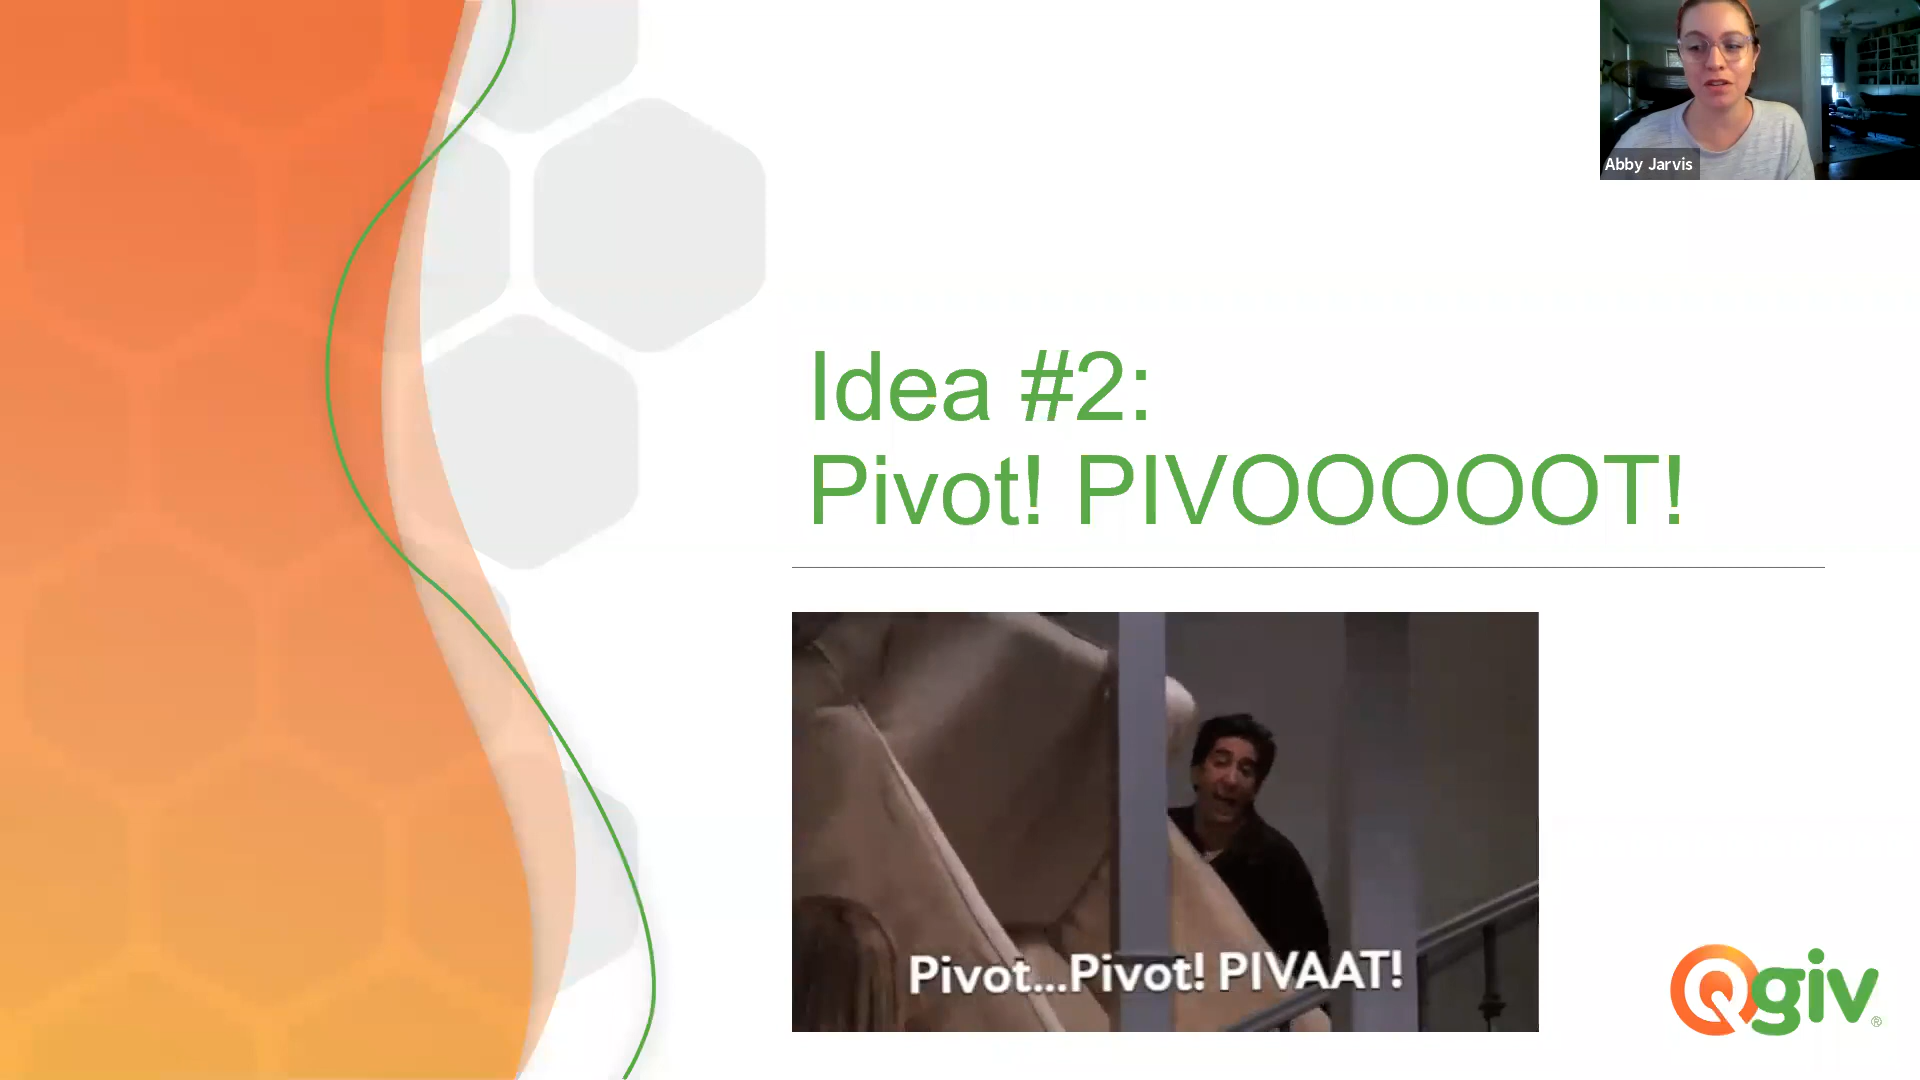 Abby Jarvis
Idea #2:
Pivot! PIVOOOOOT!
Pivot...Pivot! PIVAAT!
Qgiv®